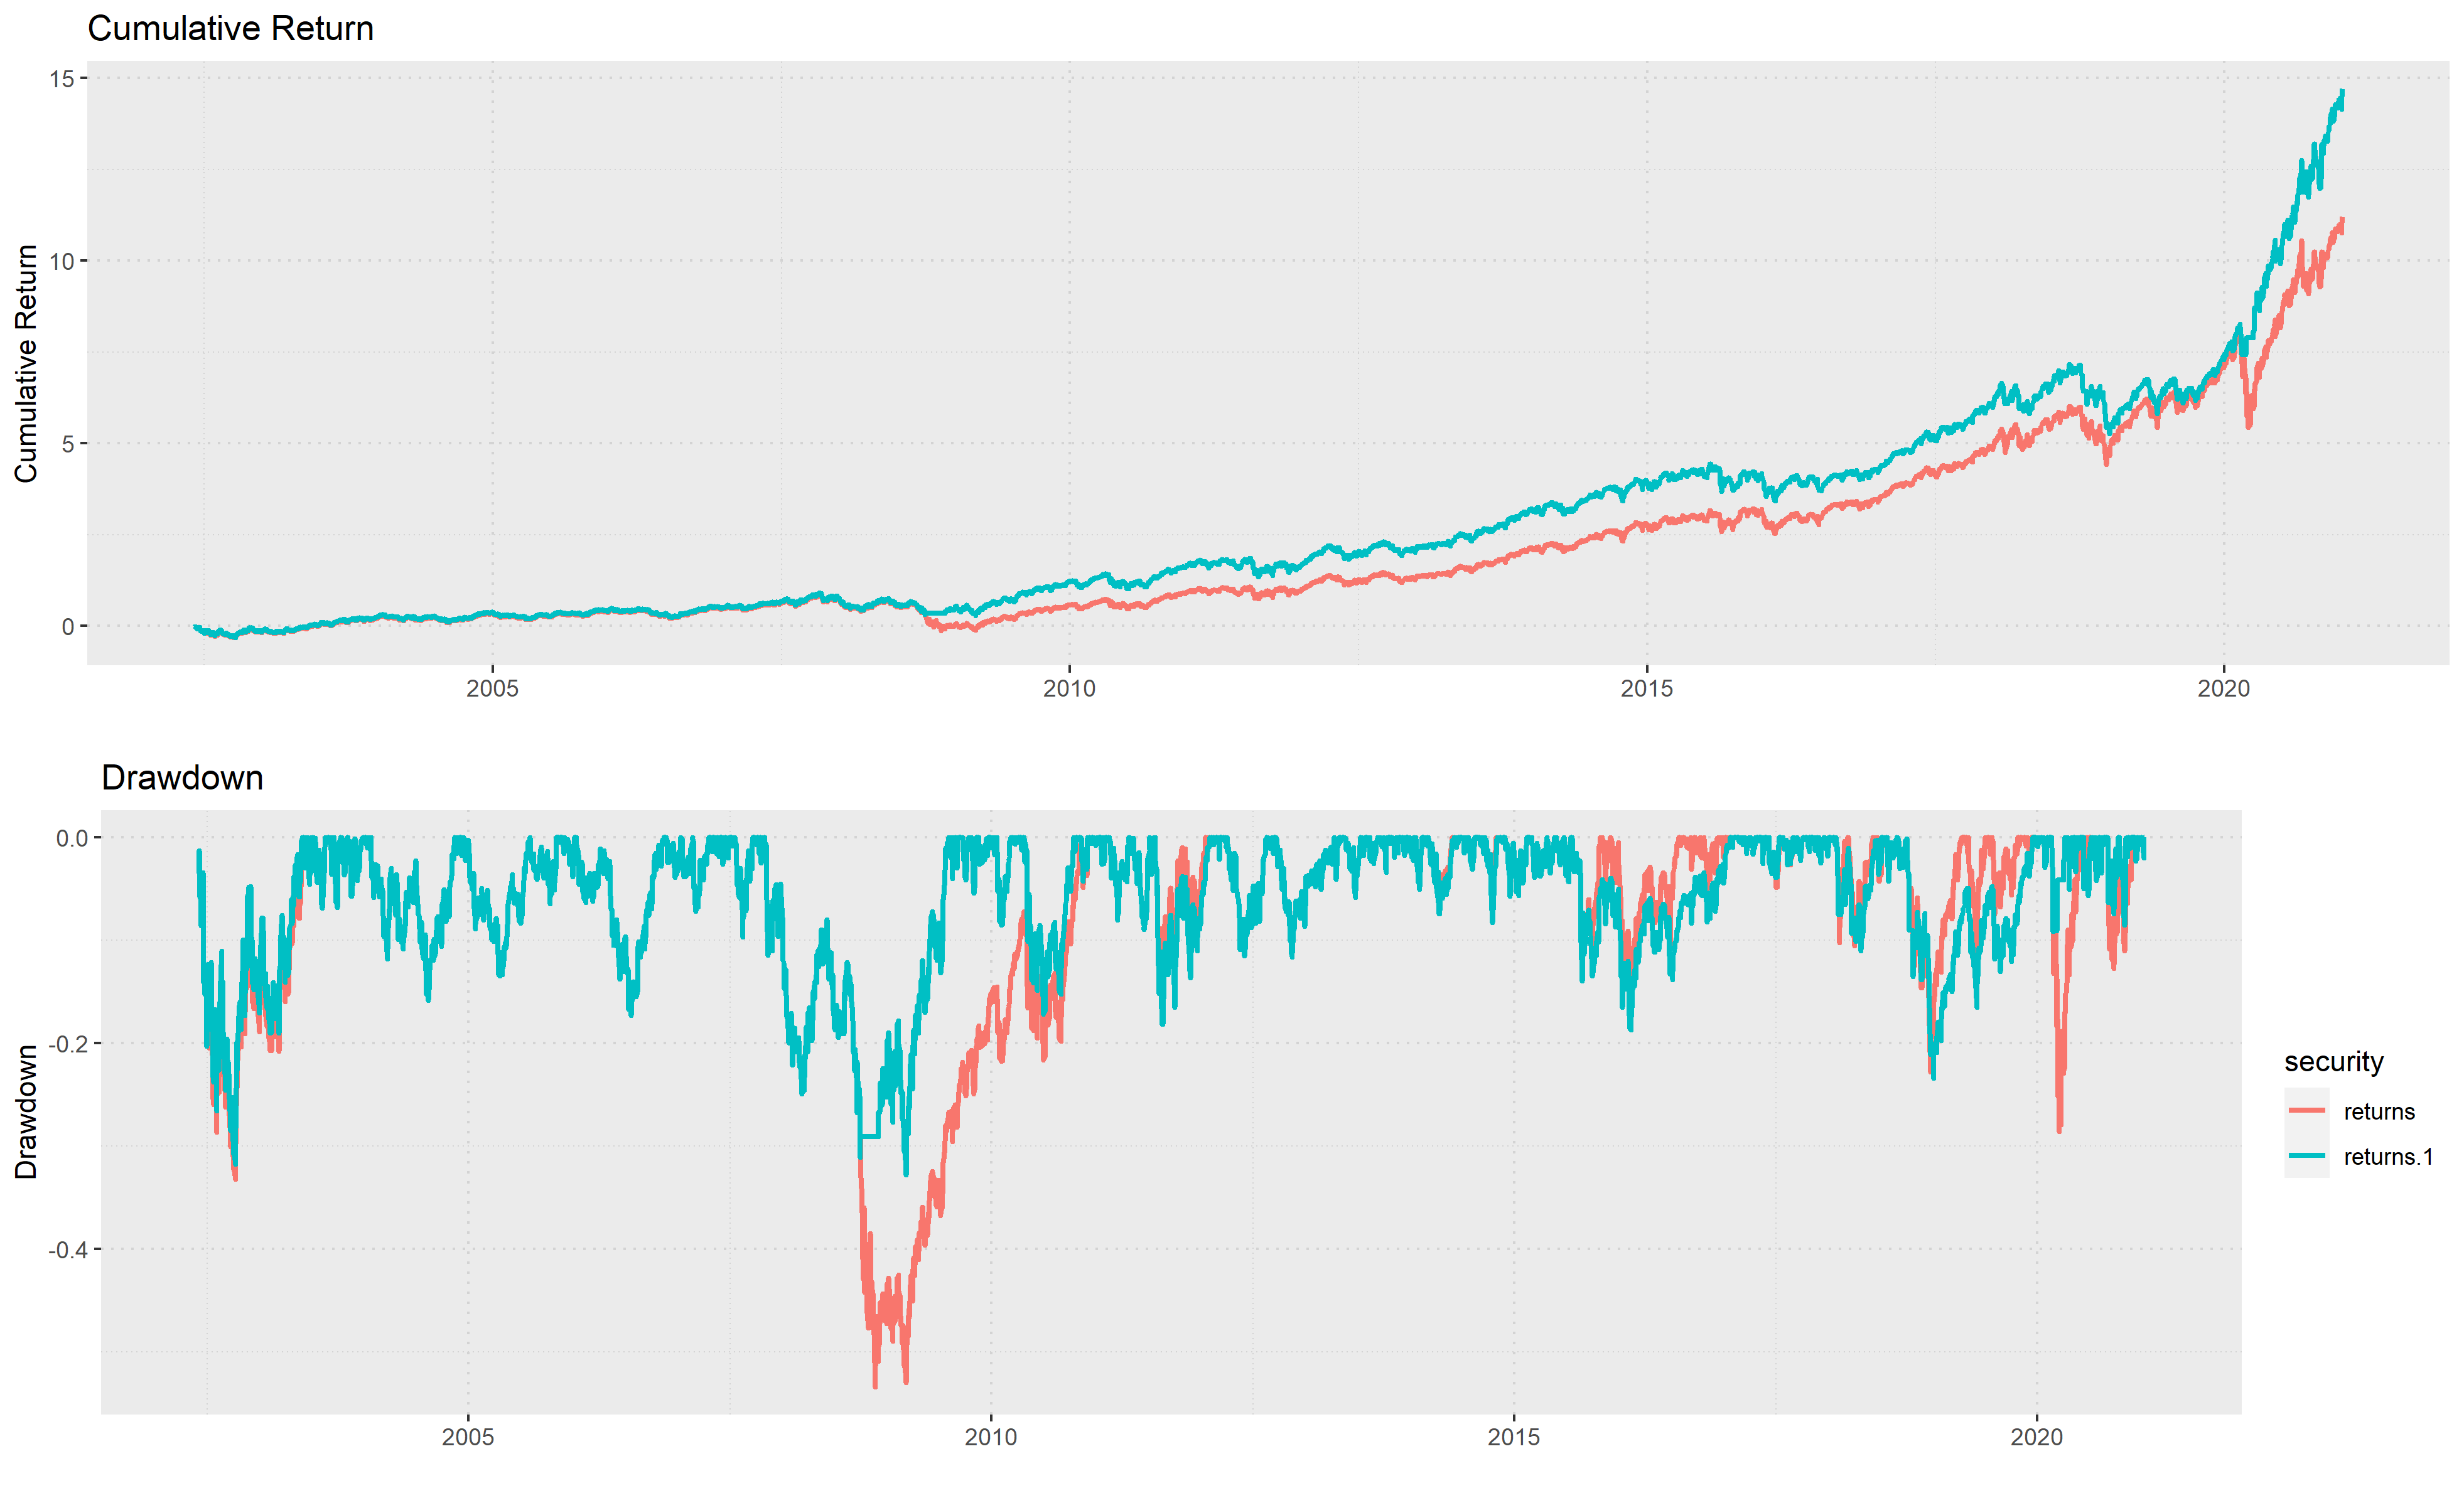 Cumulative Return
Cumulative Return
15
10
5
0
2005 2010 2015 2020
Drawdown
Drawdown
0.0
-0.2
-0.4
2005 2010 2015 2020
security
returns
returns.1